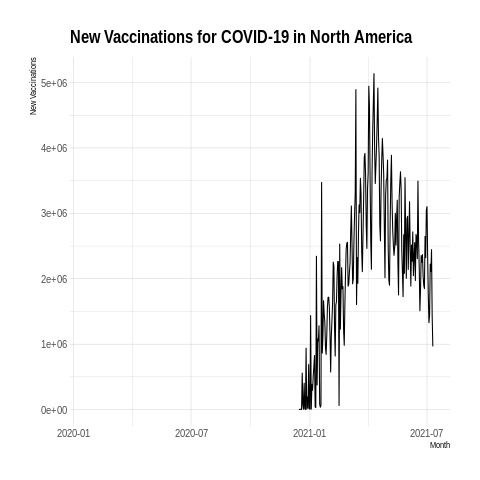 New Vaccinations for COVID-19 in North America
New Vaccinations
5e+06
4e+06
3e+06
2e+06
1e+06
0e+00
2020-01 2020-07 2021-01 2021-07
Month